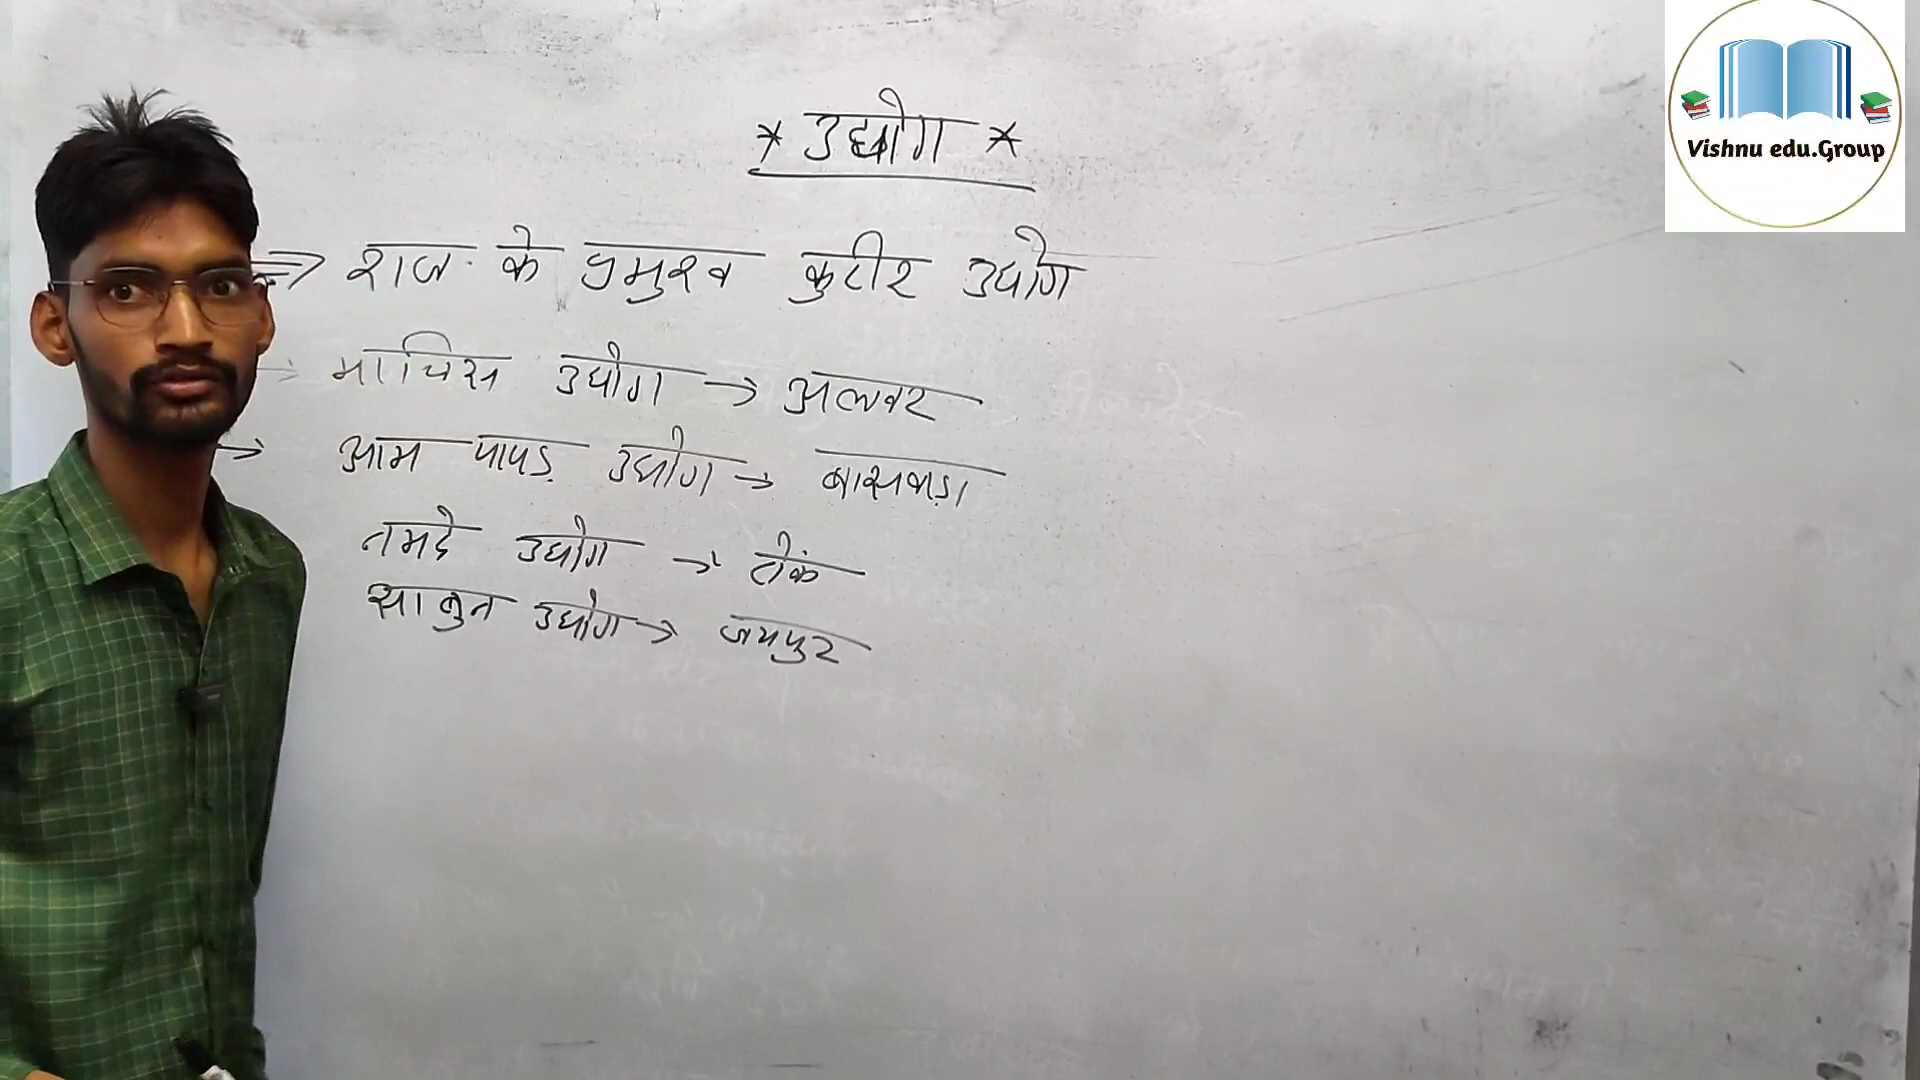 * उद्योग *
⇒ राज. के प्रमुख कुटीर उद्योग
→ माचिस उद्योग → अलवर
→ आम पापड़ उद्योग → बासवाड़ा
नमदे उद्योग → टोंक
साबुन उद्योग → जयपुर
Vishnu edu.Group